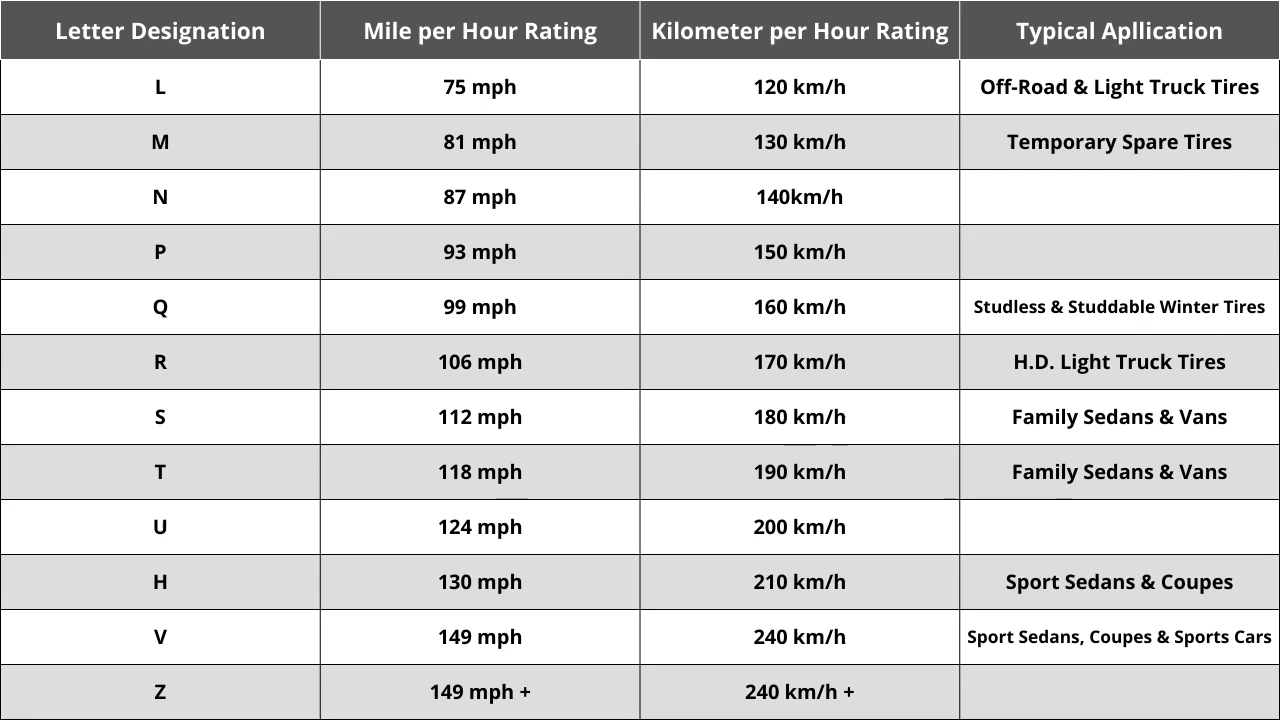 Letter Designation Mile per Hour Rating Kilometer per Hour Rating Typical Apllication
L 75 mph 120 km/h Off-Road & Light Truck Tires
M 81 mph 130 km/h Temporary Spare Tires
N 87 mph 140km/h
P 93 mph 150 km/h
Q 99 mph 160 km/h Studless & Studdable Winter Tires
R 106 mph 170 km/h H.D. Light Truck Tires
S 112 mph 180 km/h Family Sedans & Vans
T 118 mph 190 km/h Family Sedans & Vans
U 124 mph 200 km/h
H 130 mph 210 km/h Sport Sedans & Coupes
V 149 mph 240 km/h Sport Sedans, Coupes & Sports Cars
Z 149 mph + 240 km/h +